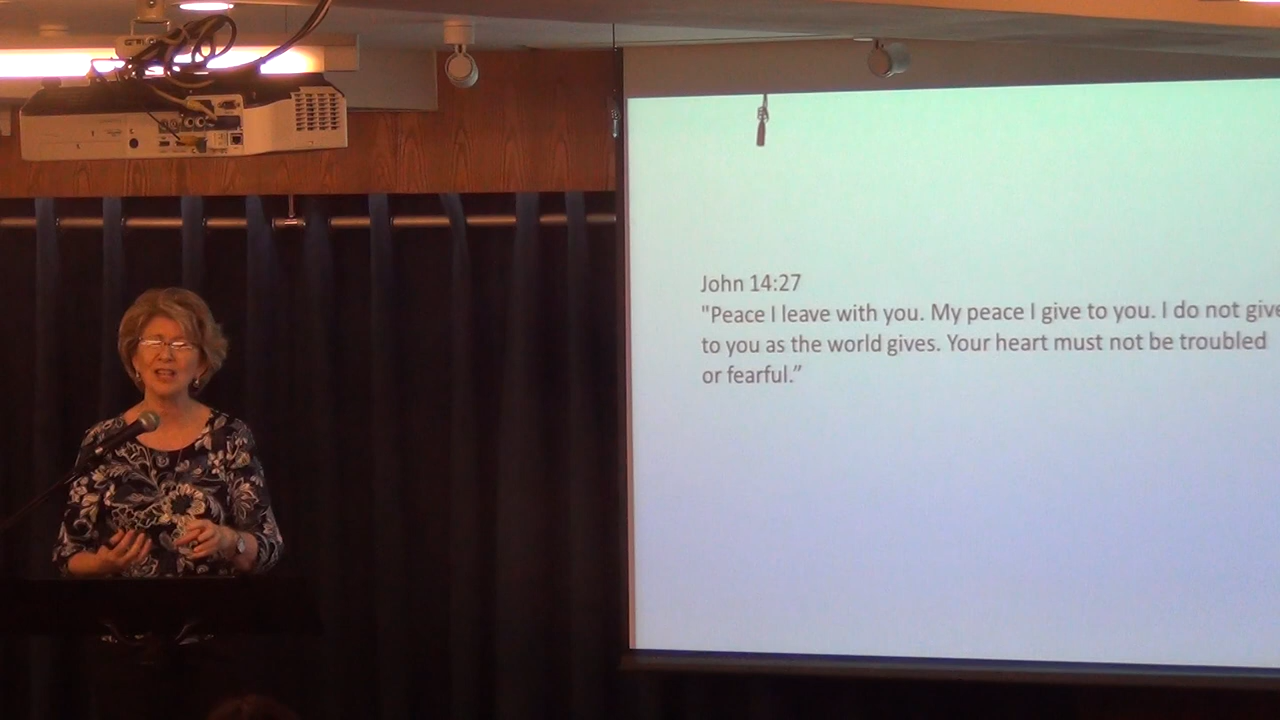 John 14:27
"Peace I leave with you. My peace I give to you. I do not give
to you as the world gives. Your heart must not be troubled
or fearful.”